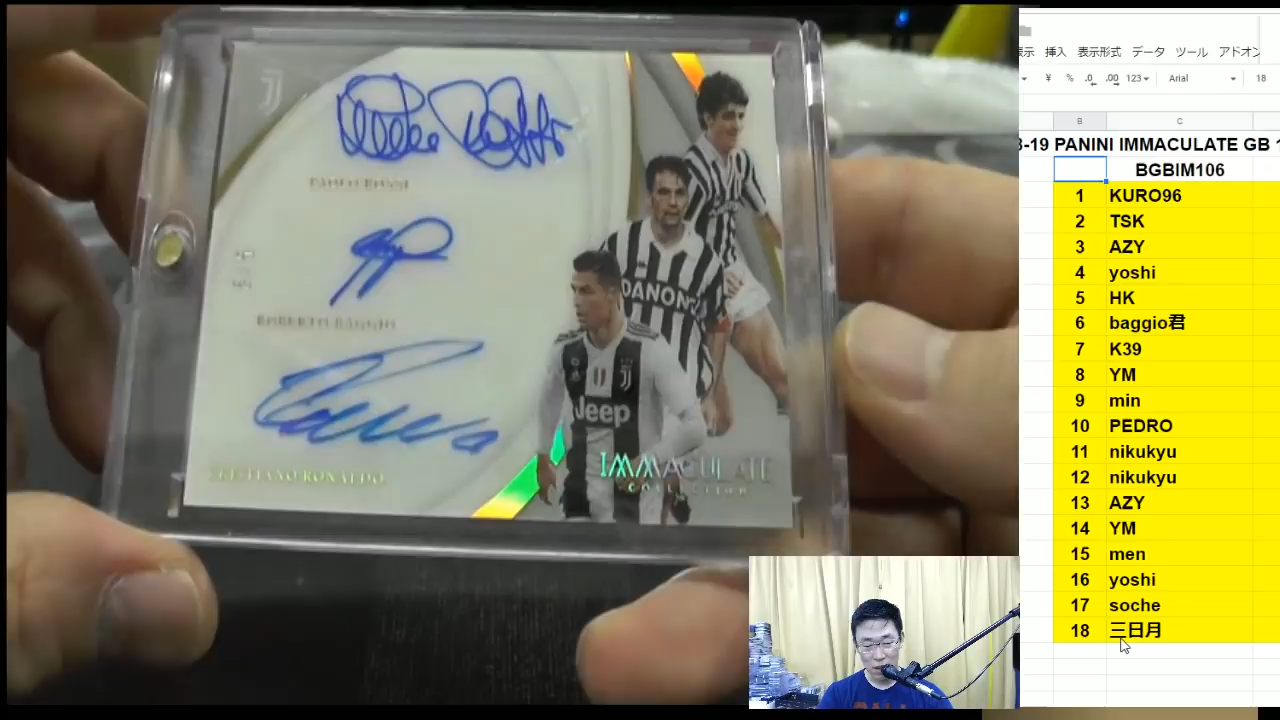 PAOLO ROSSI
ROBERTO BAGGIO
CRISTIANO RONALDO
DANONE
Jeep
IMMACULATE
COLLECTION
表示 挿入 表示形式 データ ツール アドオン
¥ % .0 .00 123 Arial 18
B C
8-19 PANINI IMMACULATE GB 1
BGBIM106
1 KURO96
2 TSK
3 AZY
4 yoshi
5 HK
6 baggio君
7 K39
8 YM
9 min
10 PEDRO
11 nikukyu
12 nikukyu
13 AZY
14 YM
15 men
16 yoshi
17 soche
18 三日月